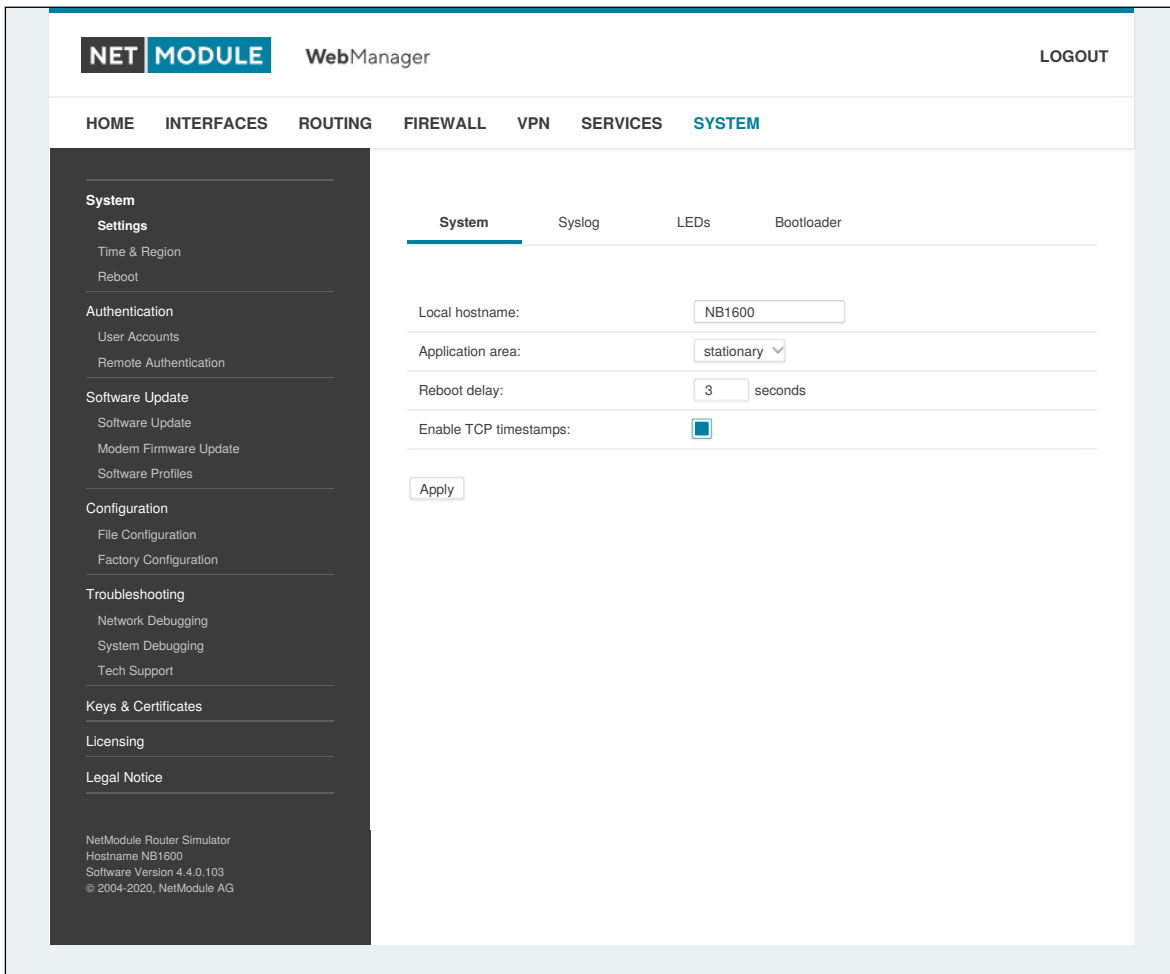 NET MODULE WebManager LOGOUT
HOME INTERFACES ROUTING FIREWALL VPN SERVICES SYSTEM
System
Settings
Time & Region
Reboot
Authentication
User Accounts
Remote Authentication
Software Update
Software Update
Modem Firmware Update
Software Profiles
Configuration
File Configuration
Factory Configuration
Troubleshooting
Network Debugging
System Debugging
Tech Support
Keys & Certificates
Licensing
Legal Notice
NetModule Router Simulator
Hostname NB1600
Software Version 4.4.0.103
© 2004-2020, NetModule AG
System Syslog LEDs Bootloader
Local hostname: NB1600
Application area: stationary
Reboot delay: 3 seconds
Enable TCP timestamps:
Apply